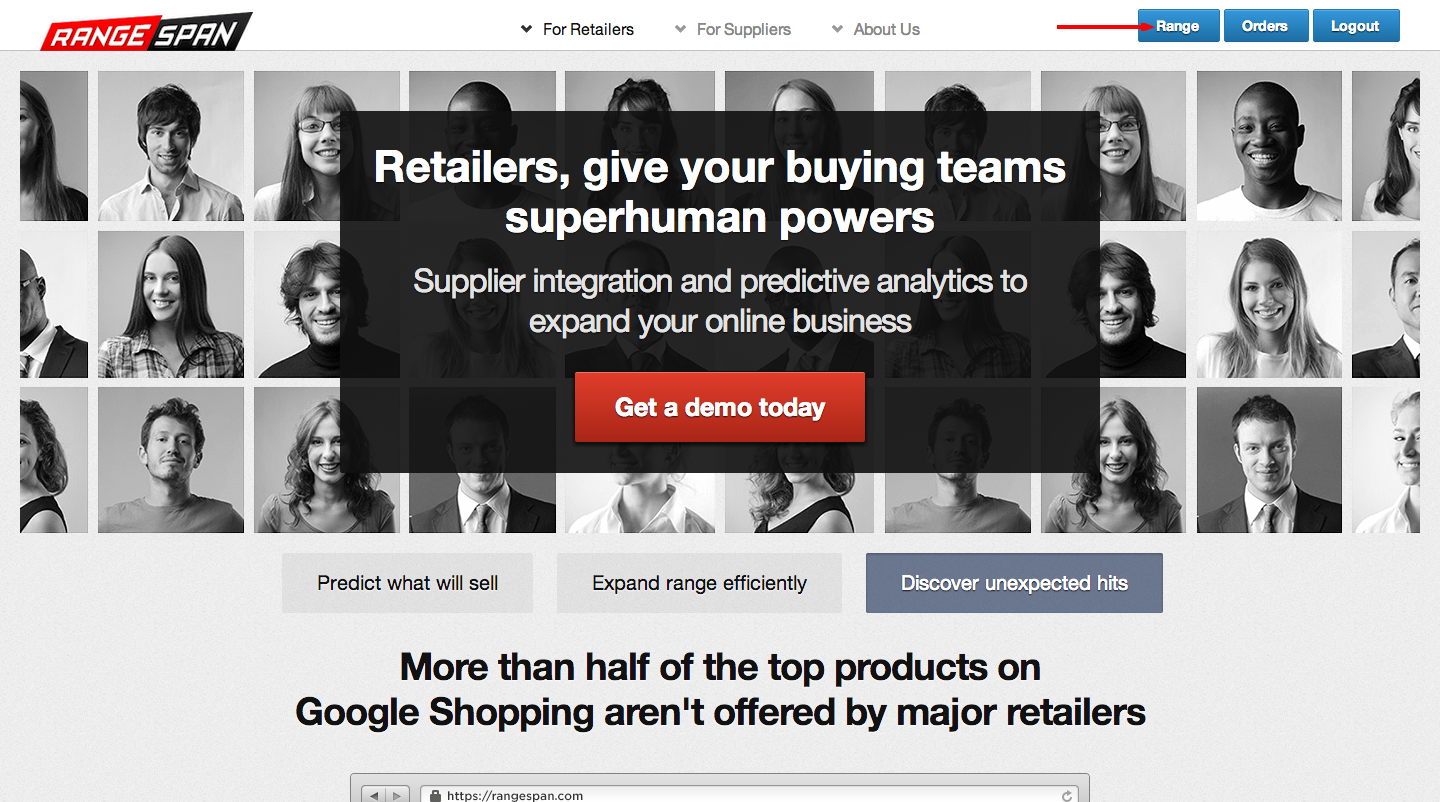 RANGESPAN
For Retailers
For Suppliers
About Us
Range
Orders
Logout
Retailers, give your buying teams
superhuman powers
Supplier integration and predictive analytics to
expand your online business
Get a demo today
Predict what will sell
Expand range efficiently
Discover unexpected hits
More than half of the top products on
Google Shopping aren't offered by major retailers
https://rangespan.com